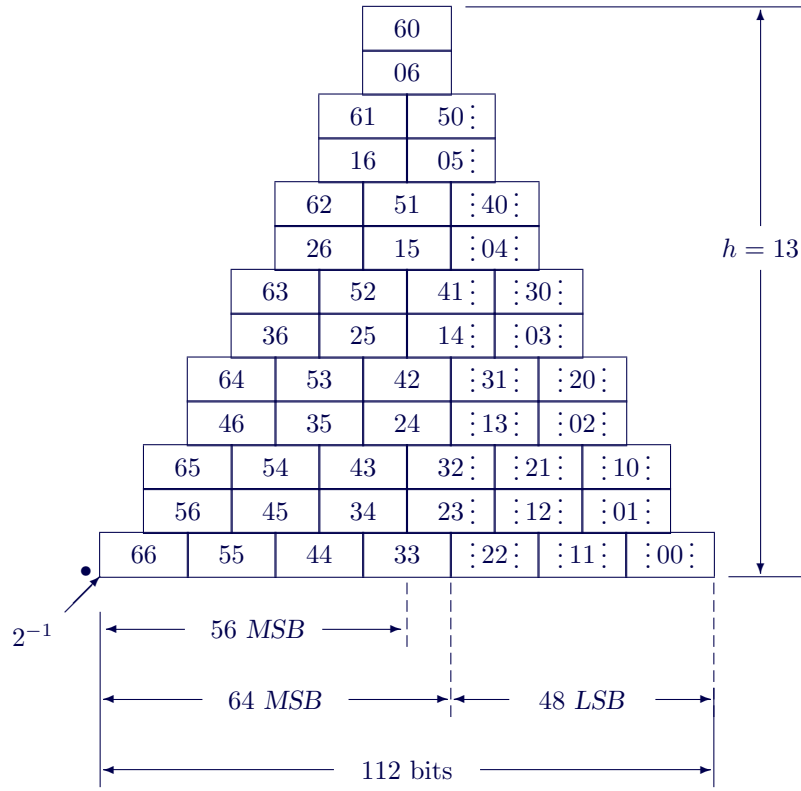 60
06
61 50⋮
16 05⋮
62 51 ⋮40⋮
26 15 ⋮04⋮
h = 13
63 52 41⋮ ⋮30⋮
36 25 14⋮ ⋮03⋮
64 53 42 ⋮31⋮ ⋮20⋮
46 35 24 ⋮13⋮ ⋮02⋮
65 54 43 32⋮ ⋮21⋮ ⋮10⋮
56 45 34 23⋮ ⋮12⋮ ⋮01⋮
66 55 44 33 ⋮22⋮ ⋮11⋮ ⋮00⋮
2⁻¹
56 MSB
64 MSB 48 LSB
112 bits